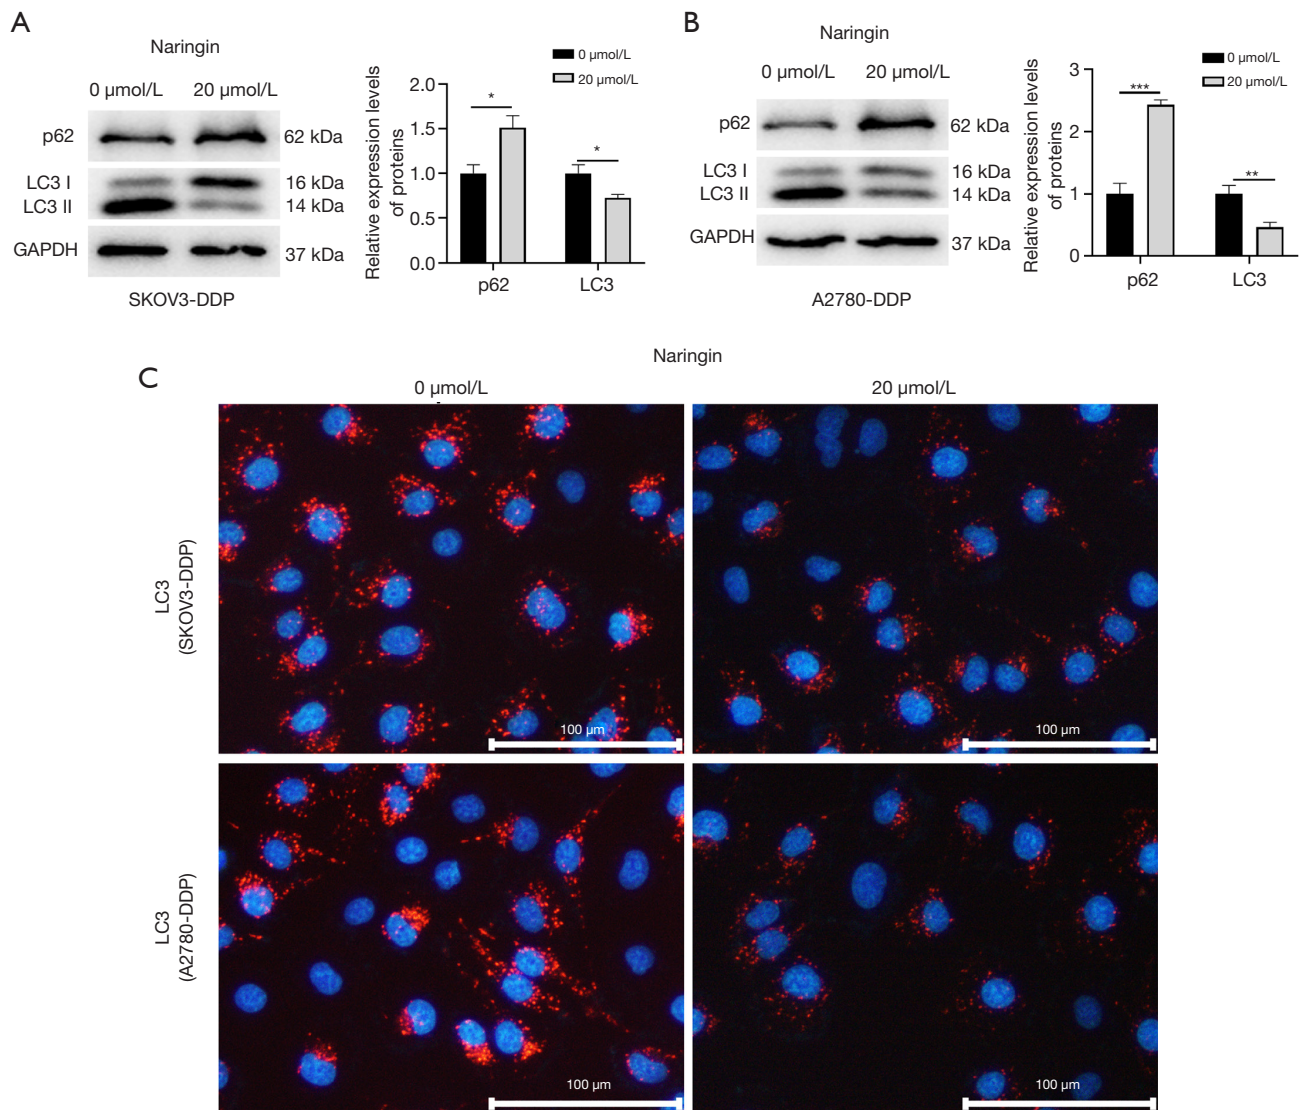 A
Naringin
0 µmol/L 20 µmol/L
p62 62 kDa
LC3 I 16 kDa
LC3 II 14 kDa
GAPDH 37 kDa
SKOV3-DDP
0 µmol/L
20 µmol/L
Relative expression levels
of proteins
2.0
1.5
1.0
0.5
0.0
* *
p62 LC3
B
Naringin
0 µmol/L 20 µmol/L
p62 62 kDa
LC3 I 16 kDa
LC3 II 14 kDa
GAPDH 37 kDa
A2780-DDP
0 µmol/L
20 µmol/L
Relative expression levels
of proteins
3
2
1
0
*** **
p62 LC3
C
Naringin
0 µmol/L 20 µmol/L
LC3
(SKOV3-DDP)
100 µm 100 µm
LC3
(A2780-DDP)
100 µm 100 µm